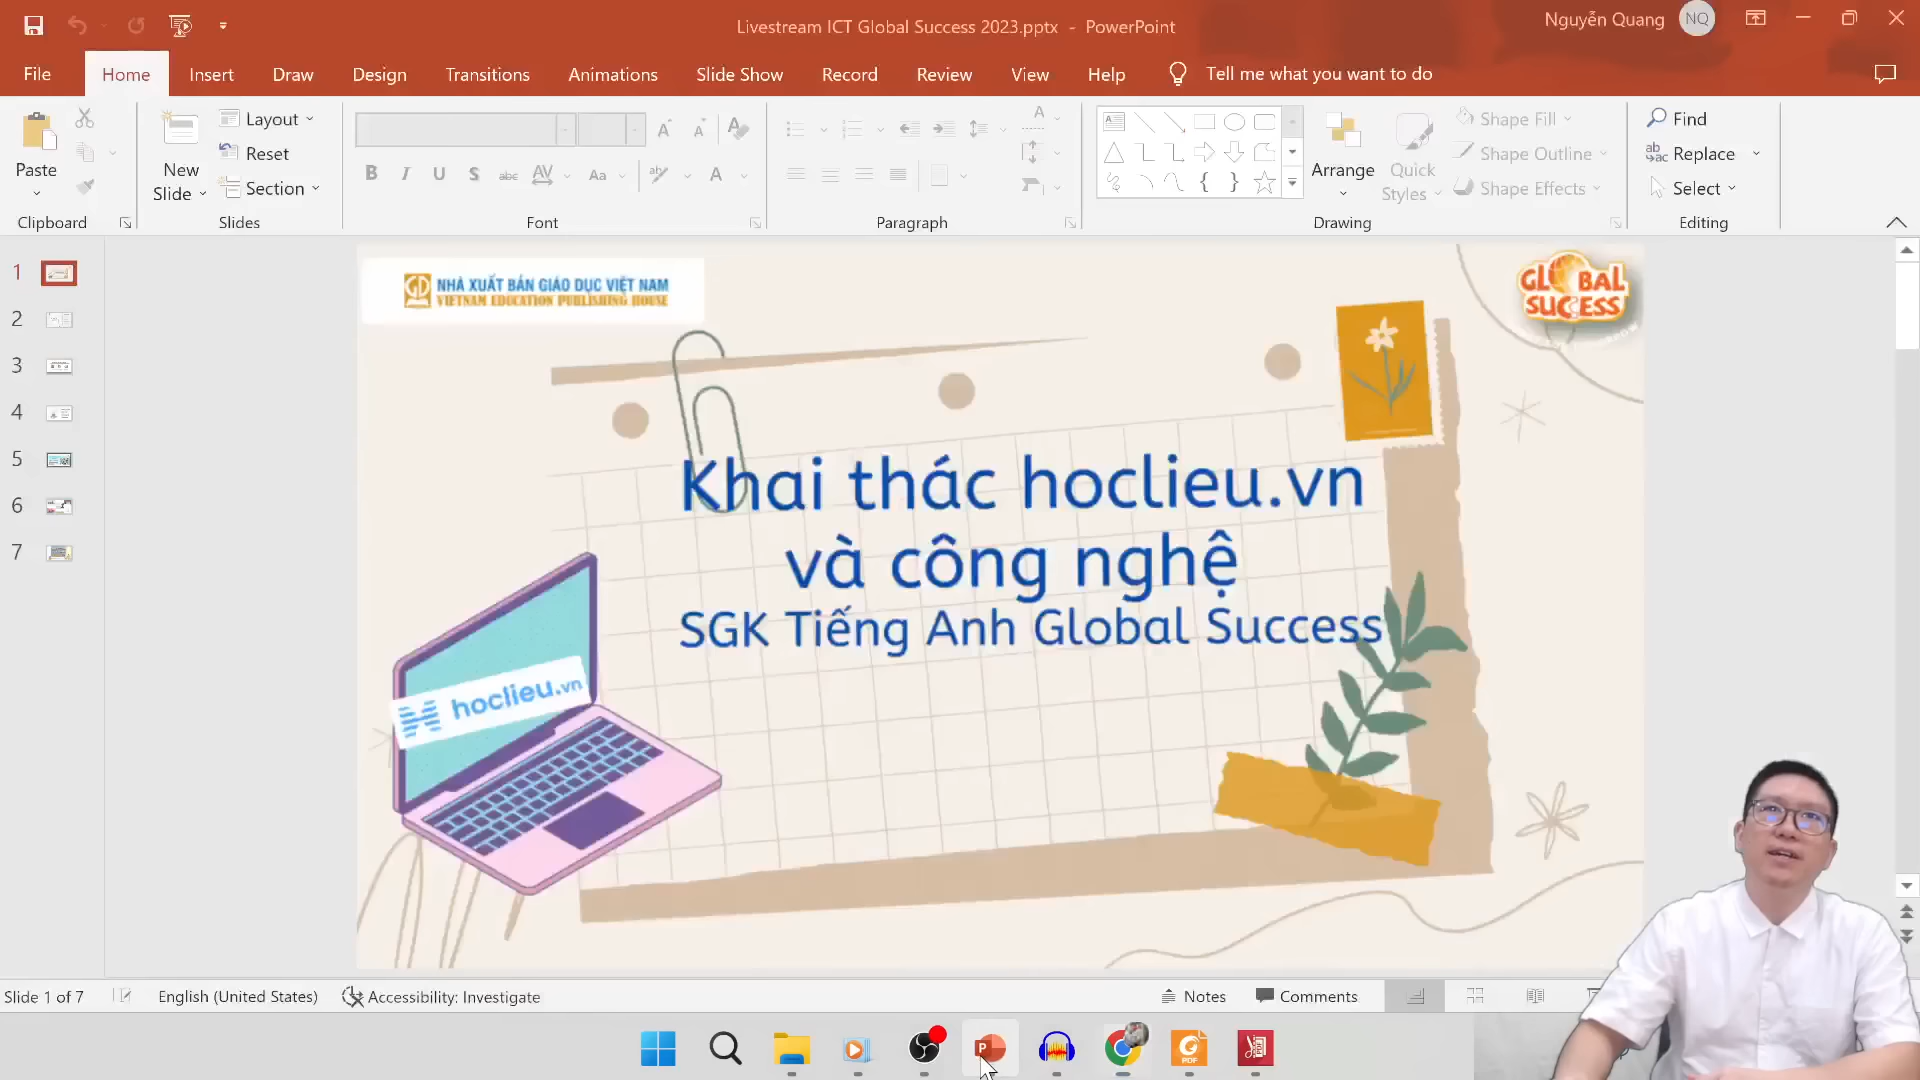 Livestream ICT Global Success 2023.pptx - PowerPoint
Nguyễn Quang
NQ
File
Home
Insert
Draw
Design
Transitions
Animations
Slide Show
Record
Review
View
Help
Tell me what you want to do
Paste
Clipboard
New
Slide
Layout
Reset
Section
Slides
B I U S abc AV Aa A
Font
Paragraph
Arrange
Quick
Styles
Shape Fill
Shape Outline
Shape Effects
Drawing
Find
Replace
Select
Editing
1
2
3
4
5
6
7
NHÀ XUẤT BẢN GIÁO DỤC VIỆT NAM
VIETNAM EDUCATION PUBLISHING HOUSE
GLOBAL
SUCCESS
Khai thác hoclieu.vn
và công nghệ
SGK Tiếng Anh Global Success
hoclieu.vn
Slide 1 of 7
English (United States)
Accessibility: Investigate
Notes
Comments